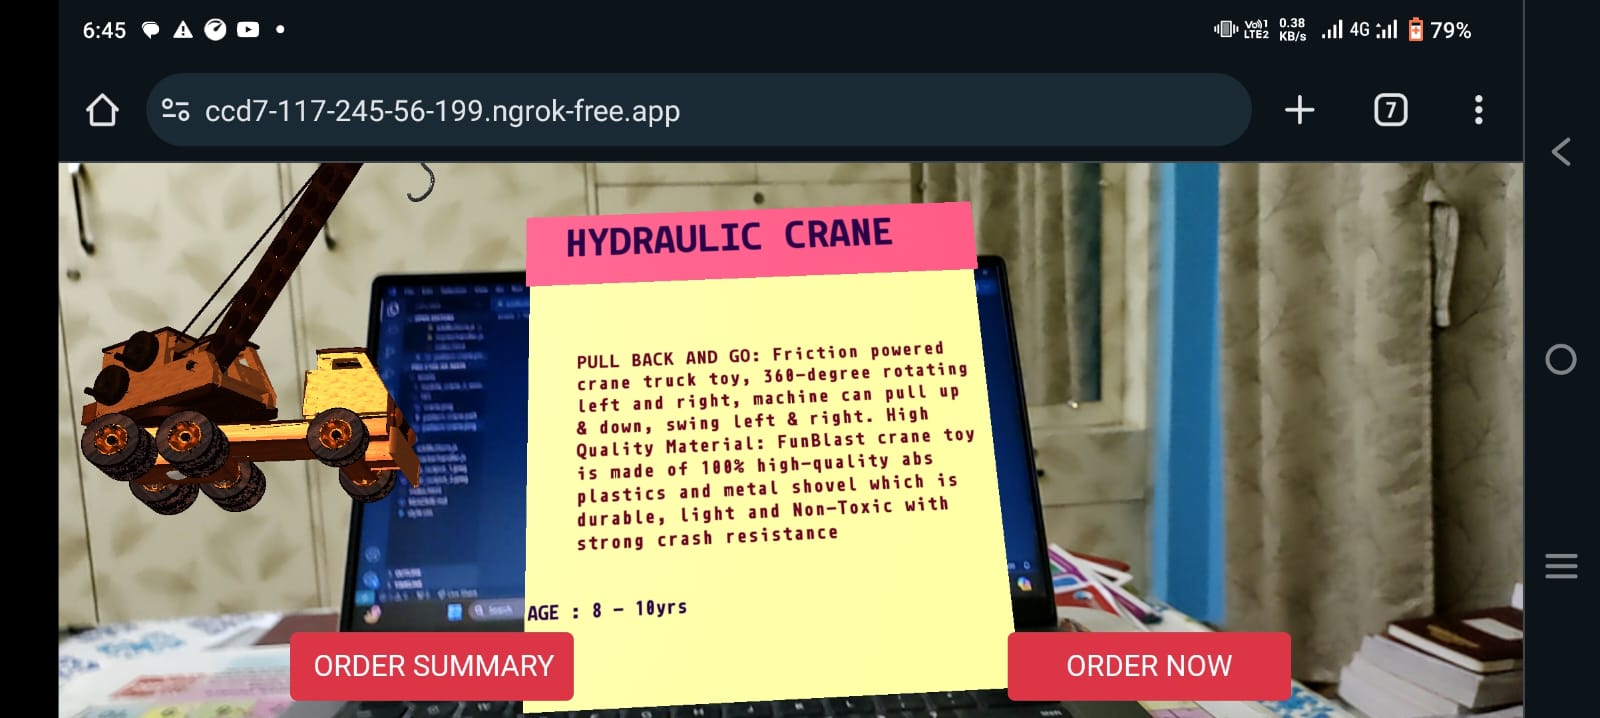 6:45
Vo)) 1
LTE2
0.38
KB/s
4G
79%
ccd7-117-245-56-199.ngrok-free.app
7
HYDRAULIC CRANE
PULL BACK AND GO: Friction powered
crane truck toy, 360-degree rotating
left and right, machine can pull up
& down, swing left & right. High
Quality Material: FunBlast crane toy
is made of 100% high-quality abs
plastics and metal shovel which is
durable, light and Non-Toxic with
strong crash resistance
AGE : 8 - 10yrs
Search
ORDER SUMMARY
ORDER NOW